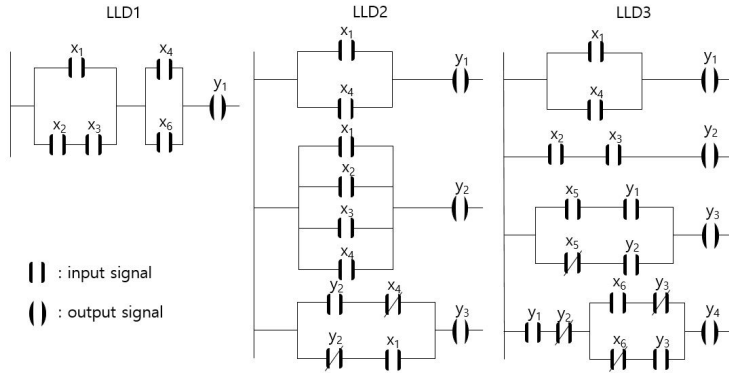 LLD1
x1
x4
y1
x2 x3
x6
: input signal
: output signal
LLD2
x1
y1
x4
x1
x2
y2
x3
x4
y2 x4
y3
y2 x1
LLD3
x1
y1
x4
x2 x3 y2
x5 y1
y3
x5 y2
x6 y3
y1 y2 y4
x6 y3